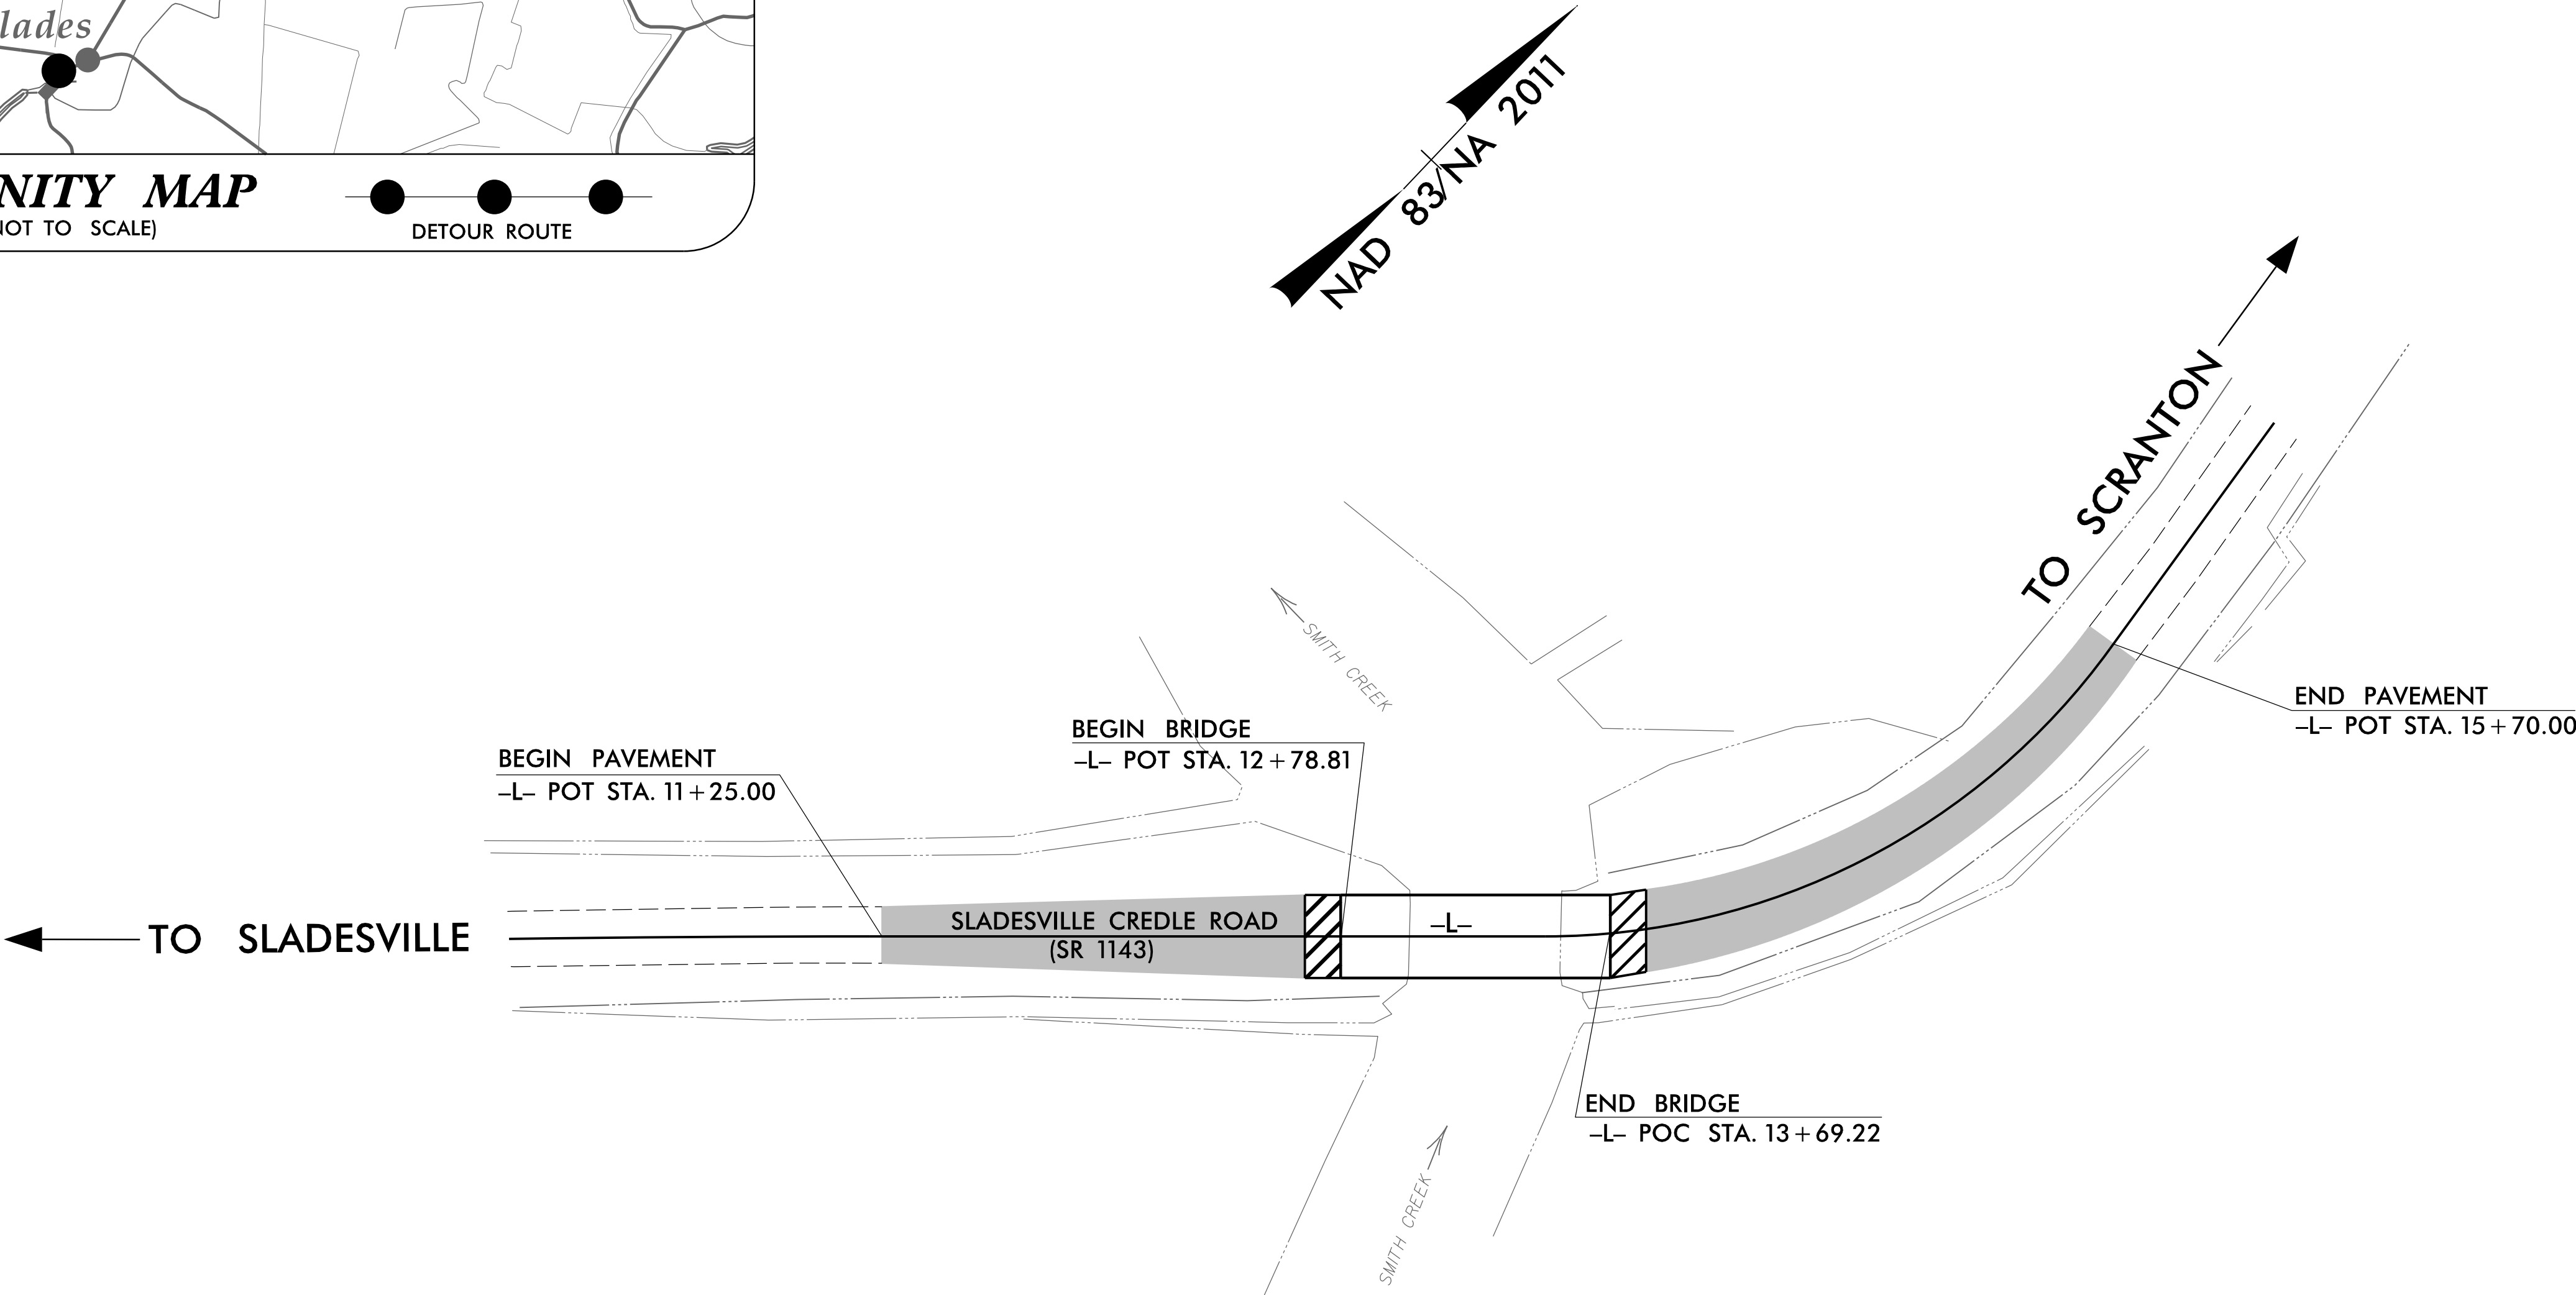 lades
NITY MAP
NOT TO SCALE)
DETOUR ROUTE
NAD 83/NA 2011
TO SCRANTON
SMITH CREEK
END PAVEMENT
–L– POT STA. 15+70.00
BEGIN BRIDGE
–L– POT STA. 12+78.81
BEGIN PAVEMENT
–L– POT STA. 11+25.00
TO SLADESVILLE
SLADESVILLE CREDLE ROAD
(SR 1143)
–L–
END BRIDGE
–L– POC STA. 13+69.22
SMITH CREEK